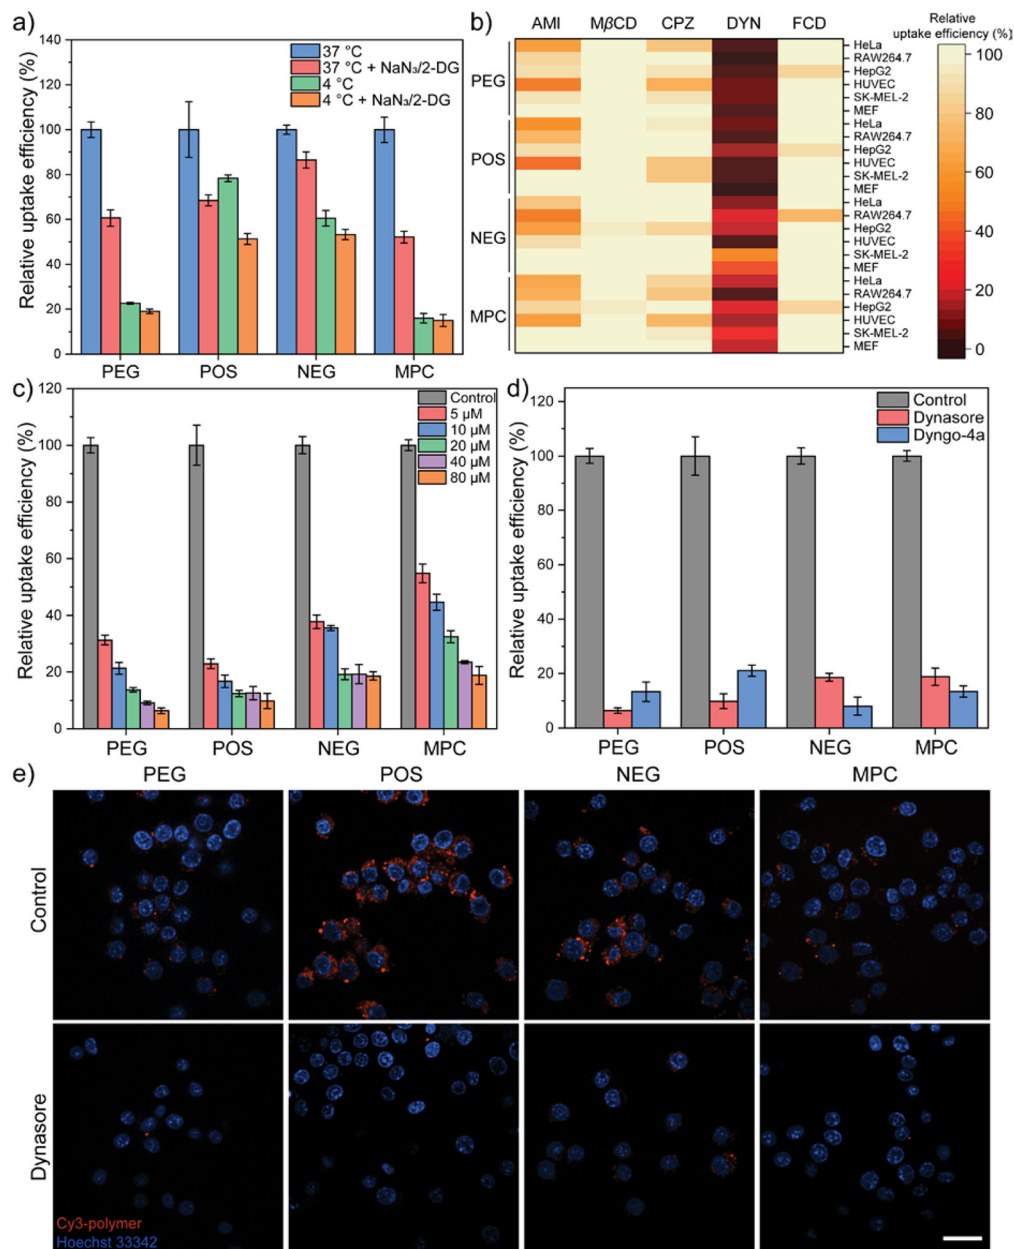 a)
Relative uptake efficiency (%)
140
120
100
80
60
40
20
0
37 °C
37 °C + NaN₃/2-DG
4 °C
4 °C + NaN₃/2-DG
PEG POS NEG MPC
b)
AMI MβCD CPZ DYN FCD
Relative
uptake efficiency (%)
PEG
HeLa
RAW264.7
HepG2
HUVEC
SK-MEL-2
MEF
POS
HeLa
RAW264.7
HepG2
HUVEC
SK-MEL-2
MEF
NEG
HeLa
RAW264.7
HepG2
HUVEC
SK-MEL-2
MEF
MPC
HeLa
RAW264.7
HepG2
HUVEC
SK-MEL-2
MEF
100
80
60
40
20
0
c)
Relative uptake efficiency (%)
120
100
80
60
40
20
0
Control
5 μM
10 μM
20 μM
40 μM
80 μM
PEG POS NEG MPC
d)
Relative uptake efficiency (%)
120
100
80
60
40
20
0
Control
Dynasore
Dyngo-4a
PEG POS NEG MPC
e)
PEG POS NEG MPC
Control
Dynasore
Cy3-polymer
Hoechst 33342